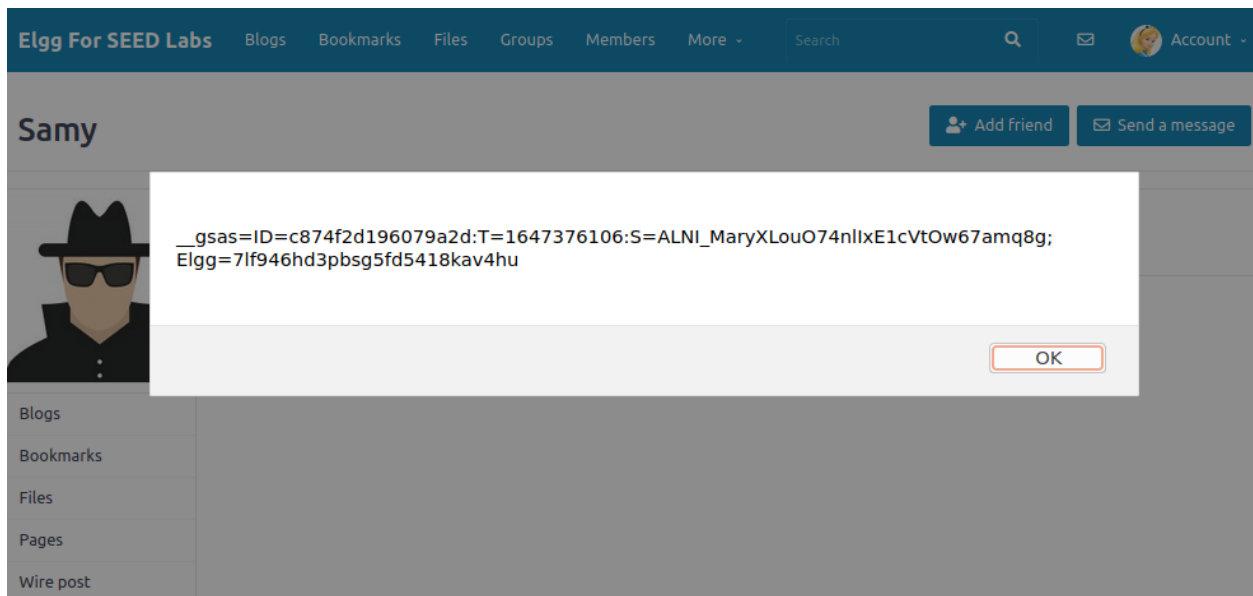 Elgg For SEED Labs Blogs Bookmarks Files Groups Members More Search Account
Samy
Add friend Send a message
__gsas=ID=c874f2d196079a2d:T=1647376106:S=ALNI_MaryXLouO74nlIxE1cVtOw67amq8g;
Elgg=7lf946hd3pbsg5fd5418kav4hu
OK
Blogs
Bookmarks
Files
Pages
Wire post